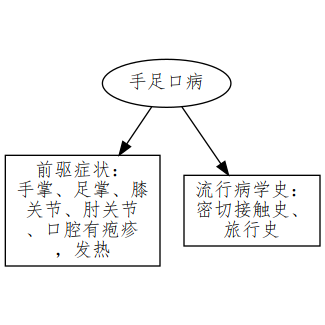 手足口病
前驱症状：
手掌、足掌、膝
关节、肘关节
、口腔有疱疹
，发热
流行病学史：
密切接触史、
旅行史